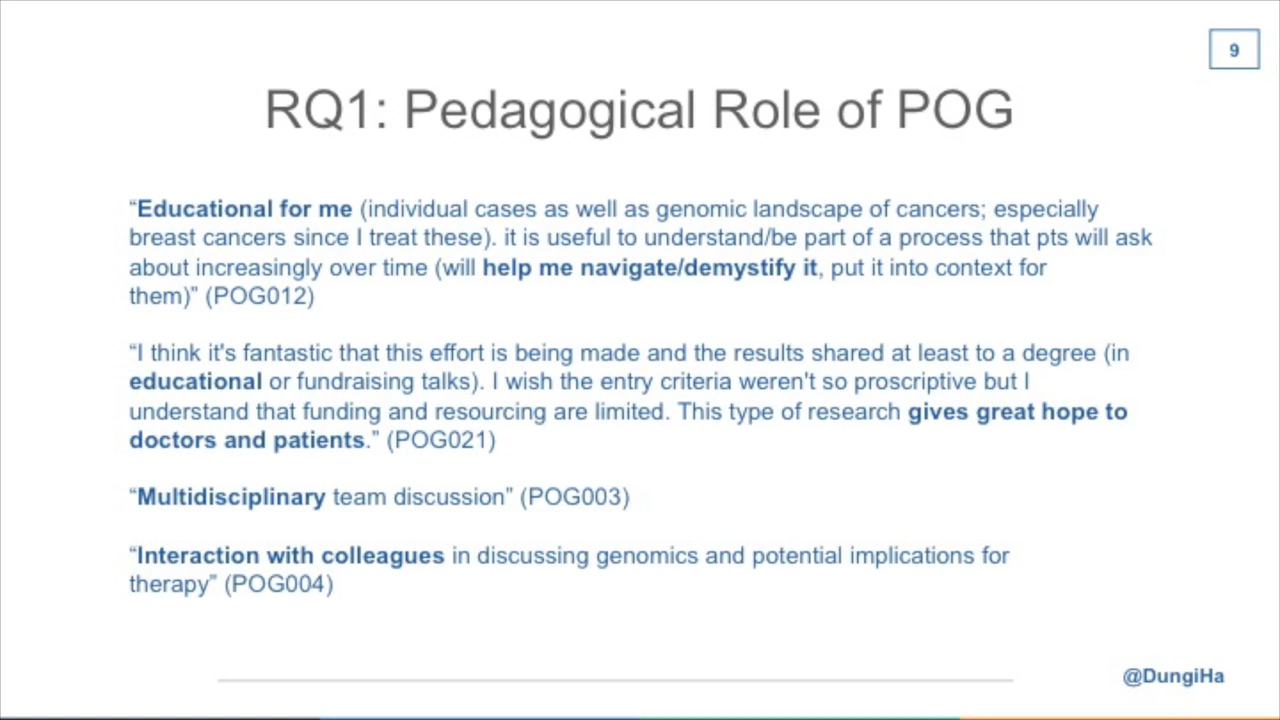 9
RQ1: Pedagogical Role of POG
“Educational for me (individual cases as well as genomic landscape of cancers; especially
breast cancers since I treat these). it is useful to understand/be part of a process that pts will ask
about increasingly over time (will help me navigate/demystify it, put it into context for
them)” (POG012)
“I think it's fantastic that this effort is being made and the results shared at least to a degree (in
educational or fundraising talks). I wish the entry criteria weren't so proscriptive but I
understand that funding and resourcing are limited. This type of research gives great hope to
doctors and patients.” (POG021)
“Multidisciplinary team discussion” (POG003)
“Interaction with colleagues in discussing genomics and potential implications for
therapy” (POG004)
@DungiHa